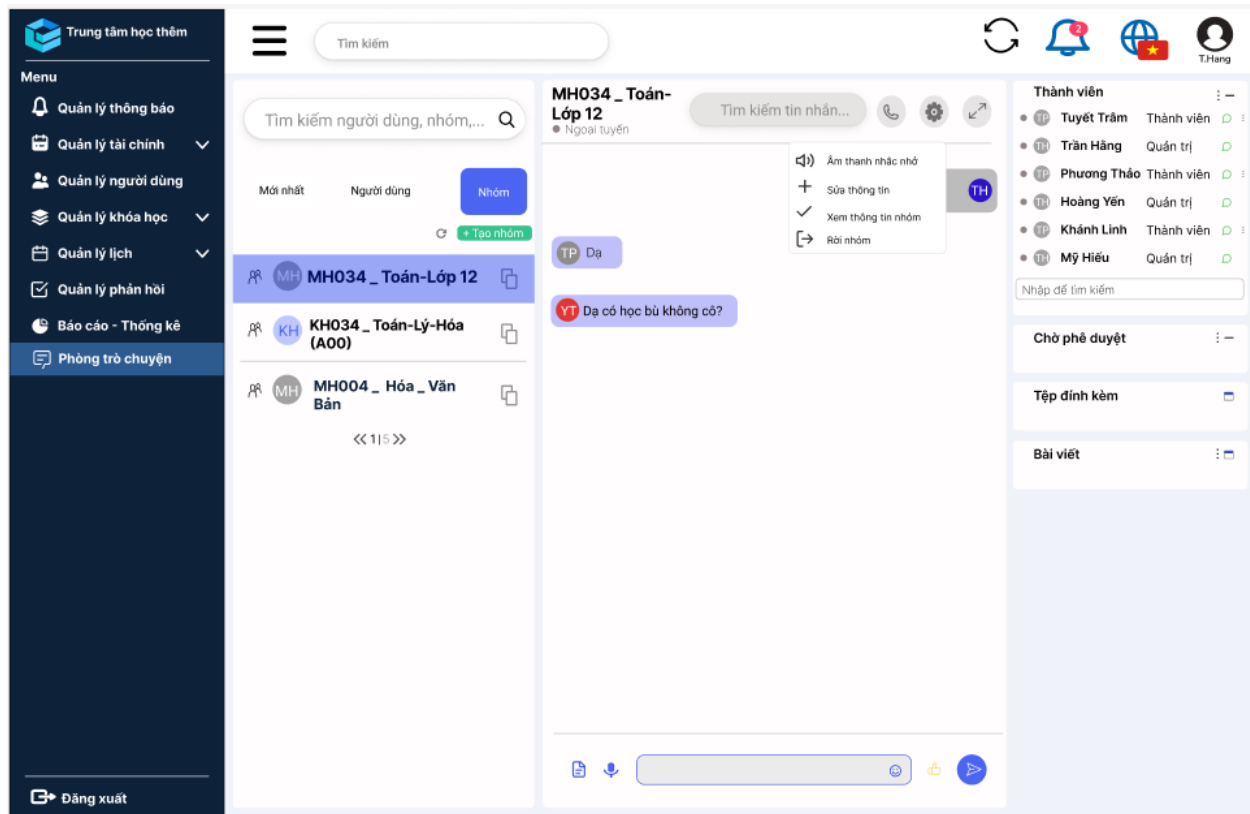 Trung tâm học thêm
Menu
Quản lý thông báo
Quản lý tài chính
Quản lý người dùng
Quản lý khóa học
Quản lý lịch
Quản lý phản hồi
Báo cáo - Thống kê
Phòng trò chuyện
Đăng xuất
Tìm kiếm
2
T.Hang
Tìm kiếm người dùng, nhóm,...
Mới nhất Người dùng Nhóm
+ Tạo nhóm
MH MH034 _ Toán-Lớp 12
KH KH034 _ Toán-Lý-Hóa
(A00)
MH MH004 _ Hóa _ Văn
Bản
1|5
MH034 _ Toán-
Lớp 12
Ngoại tuyến
Tìm kiếm tin nhắn...
Âm thanh nhắc nhở
Sửa thông tin
Xem thông tin nhóm
Rời nhóm
TH
TP Dạ
YT Dạ có học bù không cô?
Thành viên
TP Tuyết Trâm Thành viên
TH Trần Hằng Quản trị
TP Phương Thảo Thành viên
TH Hoàng Yến Quản trị
TP Khánh Linh Thành viên
TH Mỹ Hiếu Quản trị
Nhập để tìm kiếm
Chờ phê duyệt
Tệp đính kèm
Bài viết